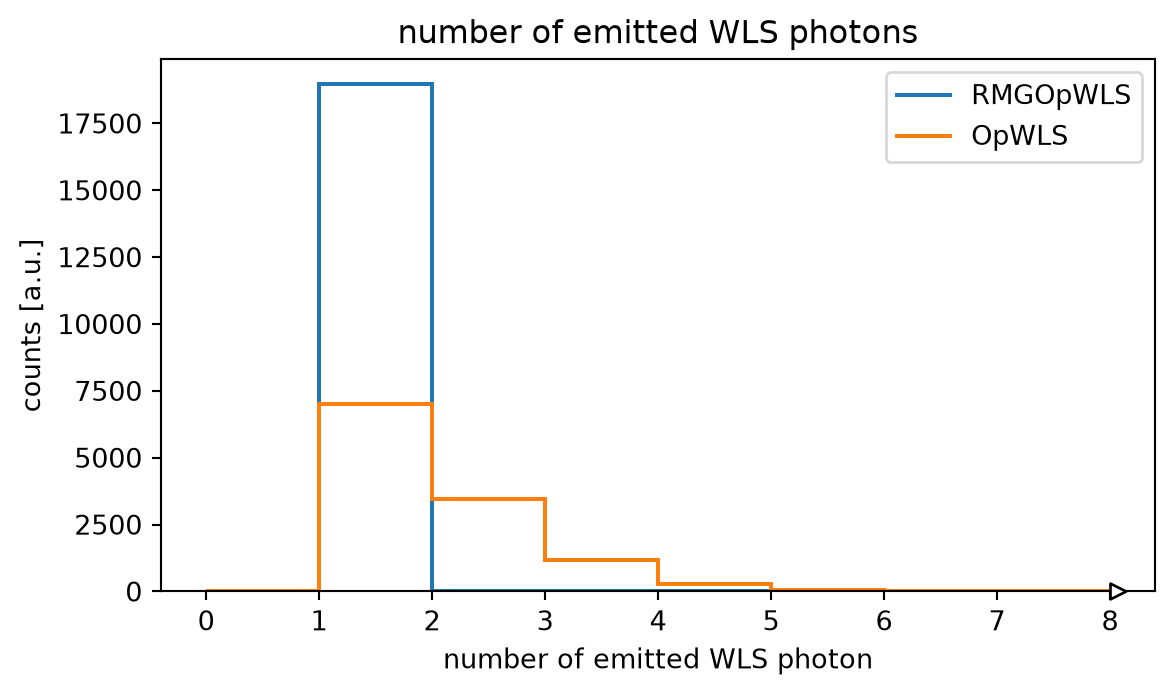 number of emitted WLS photons
RMGOpWLS
OpWLS
counts [a.u.]
17500
15000
12500
10000
7500
5000
2500
0
0 1 2 3 4 5 6 7 8
number of emitted WLS photon